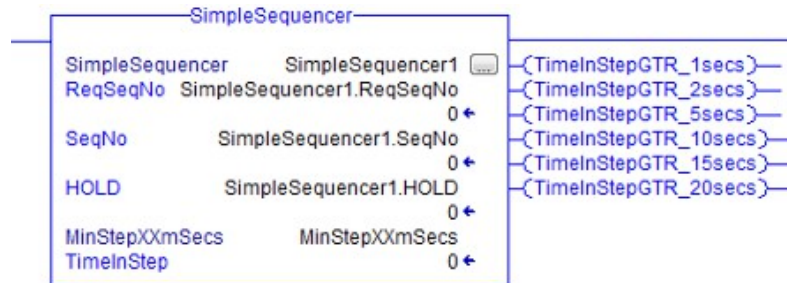 SimpleSequencer
SimpleSequencer SimpleSequencer1 ... (TimeInStepGTR_1secs)
ReqSeqNo SimpleSequencer1.ReqSeqNo (TimeInStepGTR_2secs)
0 (TimeInStepGTR_5secs)
SeqNo SimpleSequencer1.SeqNo (TimeInStepGTR_10secs)
0 (TimeInStepGTR_15secs)
HOLD SimpleSequencer1.HOLD (TimeInStepGTR_20secs)
0
MinStepXXmSecs MinStepXXmSecs
TimeInStep 0